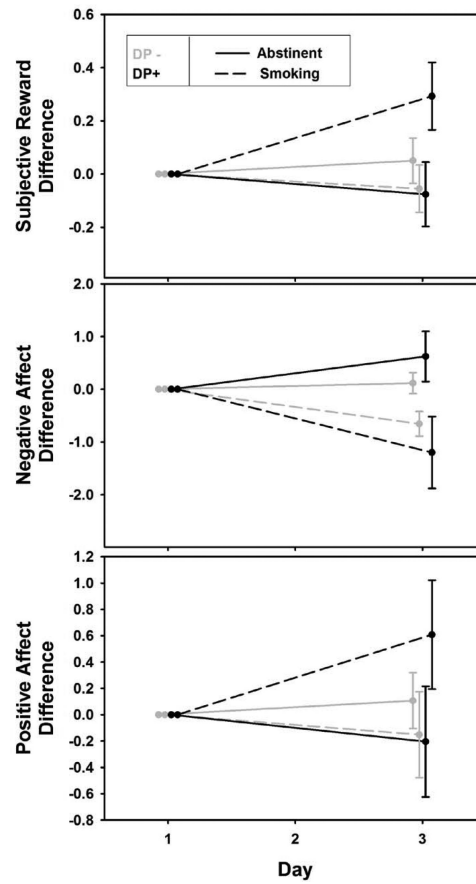 Subjective Reward
Difference
0.6
0.4
0.2
0.0
-0.2
DP - Abstinent
DP+ Smoking
Negative Affect
Difference
2.0
1.0
0.0
-1.0
-2.0
Positive Affect
Difference
1.2
1.0
0.8
0.6
0.4
0.2
0.0
-0.2
-0.4
-0.6
-0.8
1 2 3
Day